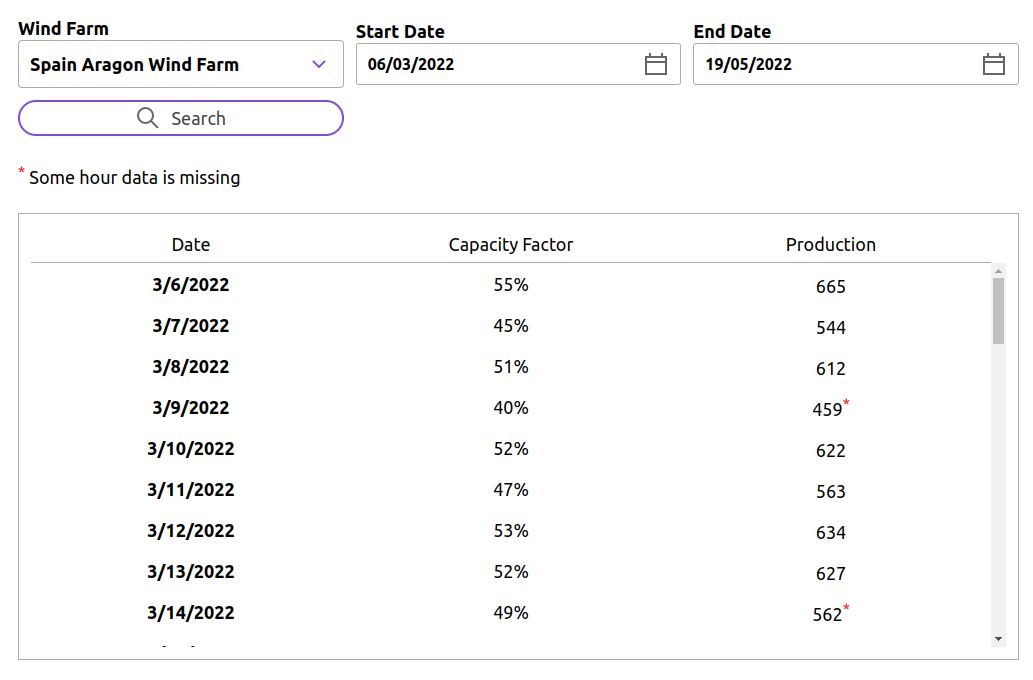 Wind Farm Start Date End Date
Spain Aragon Wind Farm 06/03/2022 19/05/2022
Search
* Some hour data is missing
Date Capacity Factor Production
3/6/2022 55% 665
3/7/2022 45% 544
3/8/2022 51% 612
3/9/2022 40% 459*
3/10/2022 52% 622
3/11/2022 47% 563
3/12/2022 53% 634
3/13/2022 52% 627
3/14/2022 49% 562*